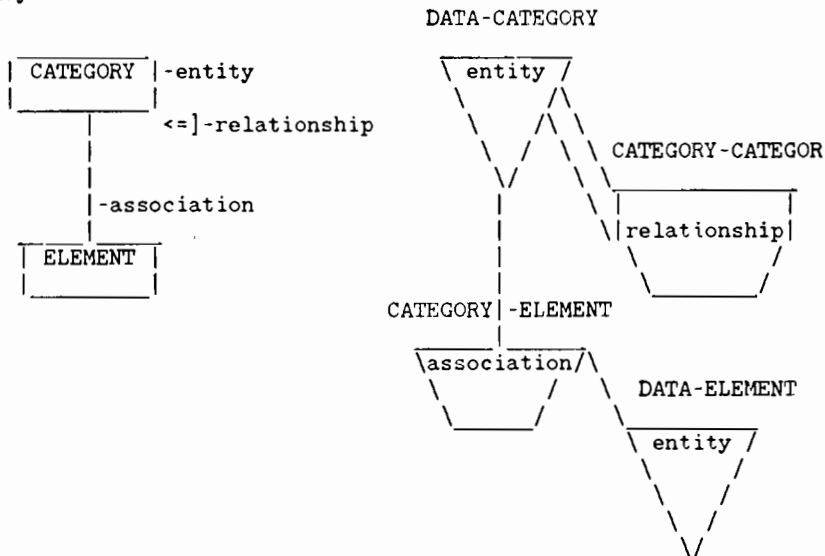 DATA-CATEGORY
CATEGORY -entity
entity
<=]-relationship
CATEGORY-CATEGOR
-association
relationship
ELEMENT
CATEGORY -ELEMENT
association
DATA-ELEMENT
entity